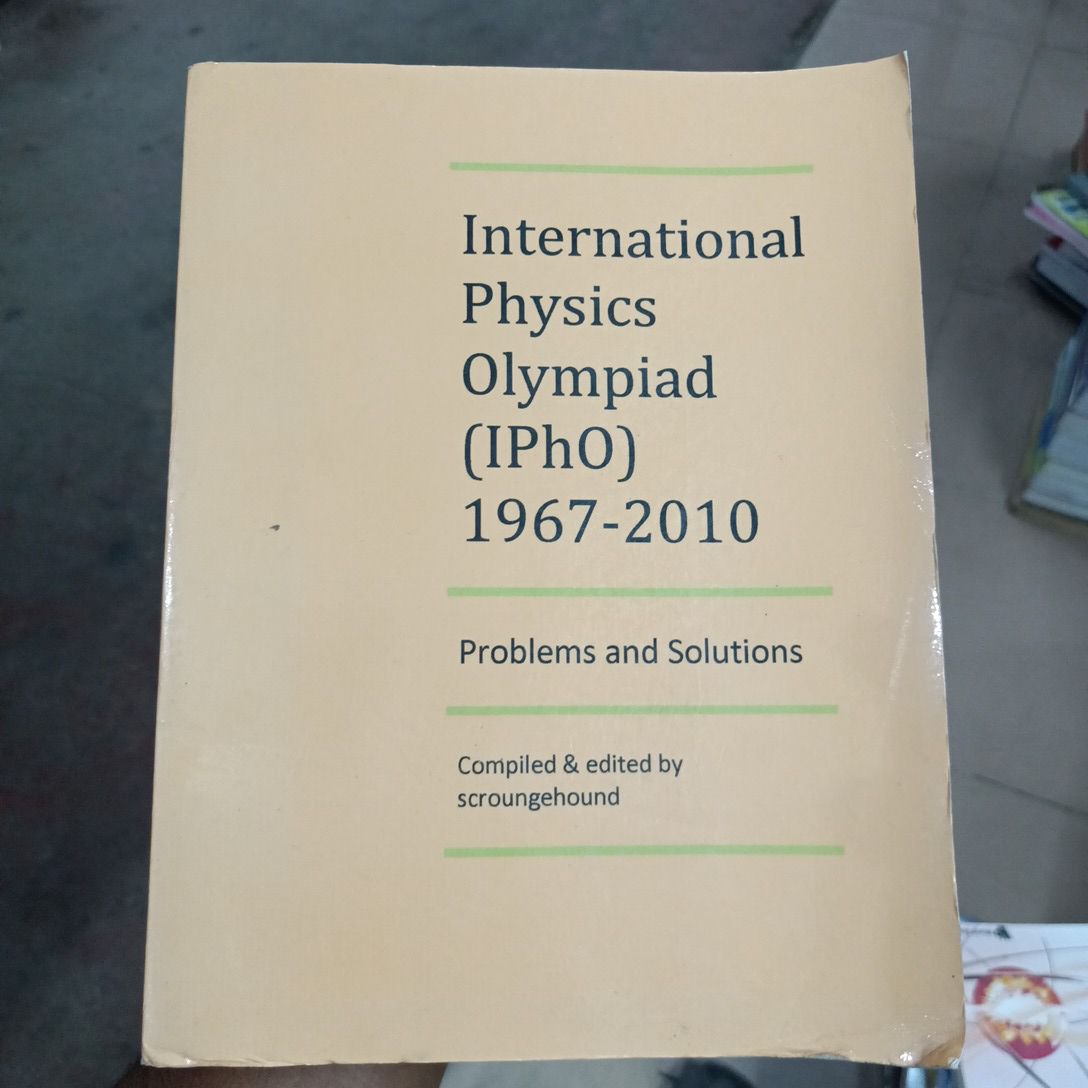 International
Physics
Olympiad
(IPhO)
1967-2010
Problems and Solutions
Compiled & edited by
scroungehound